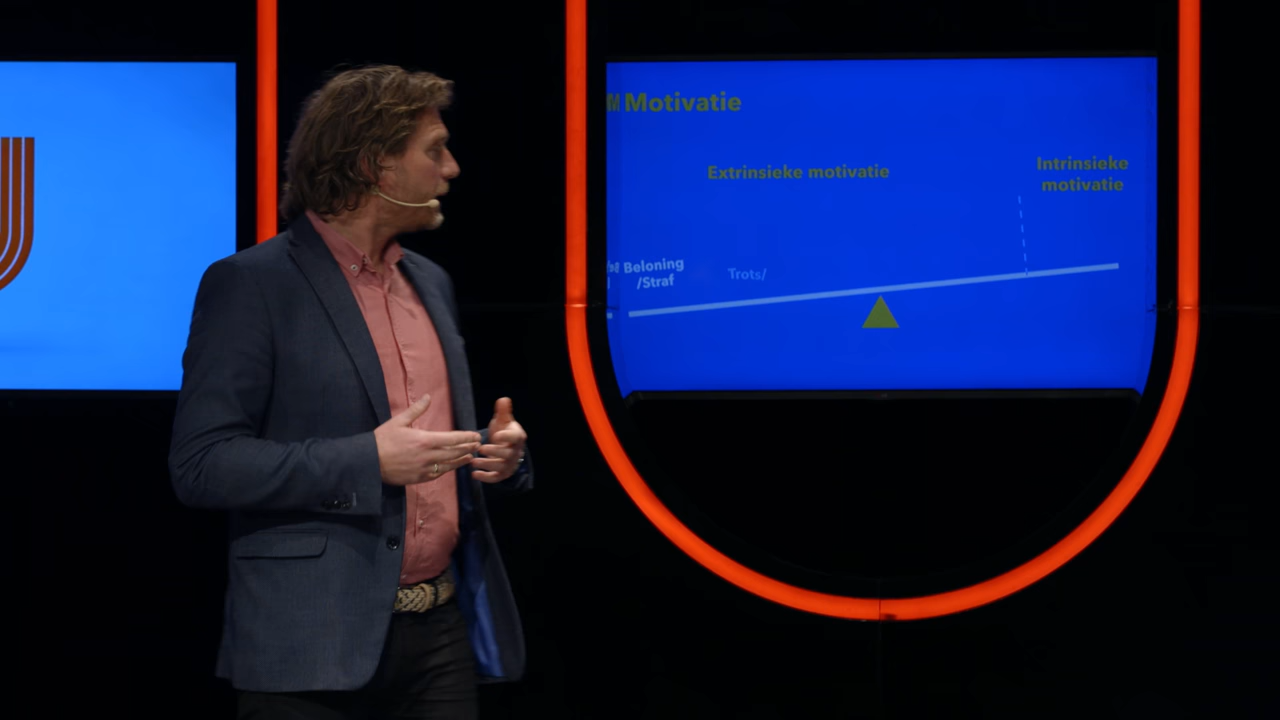 Motivatie
Extrinsieke motivatie
Intrinsieke
motivatie
Beloning
/Straf
Trots/